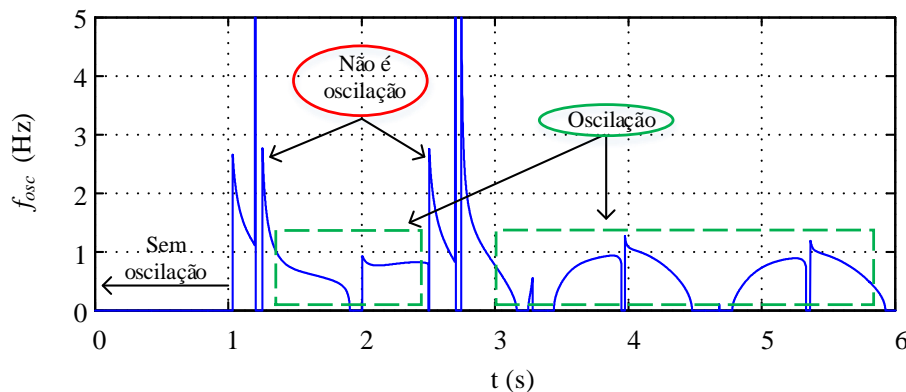 5
4
3
2
1
0
f_osc (Hz)
Não é
oscilação
Oscilação
Sem
oscilação
0
1
2
3
4
5
6
t (s)